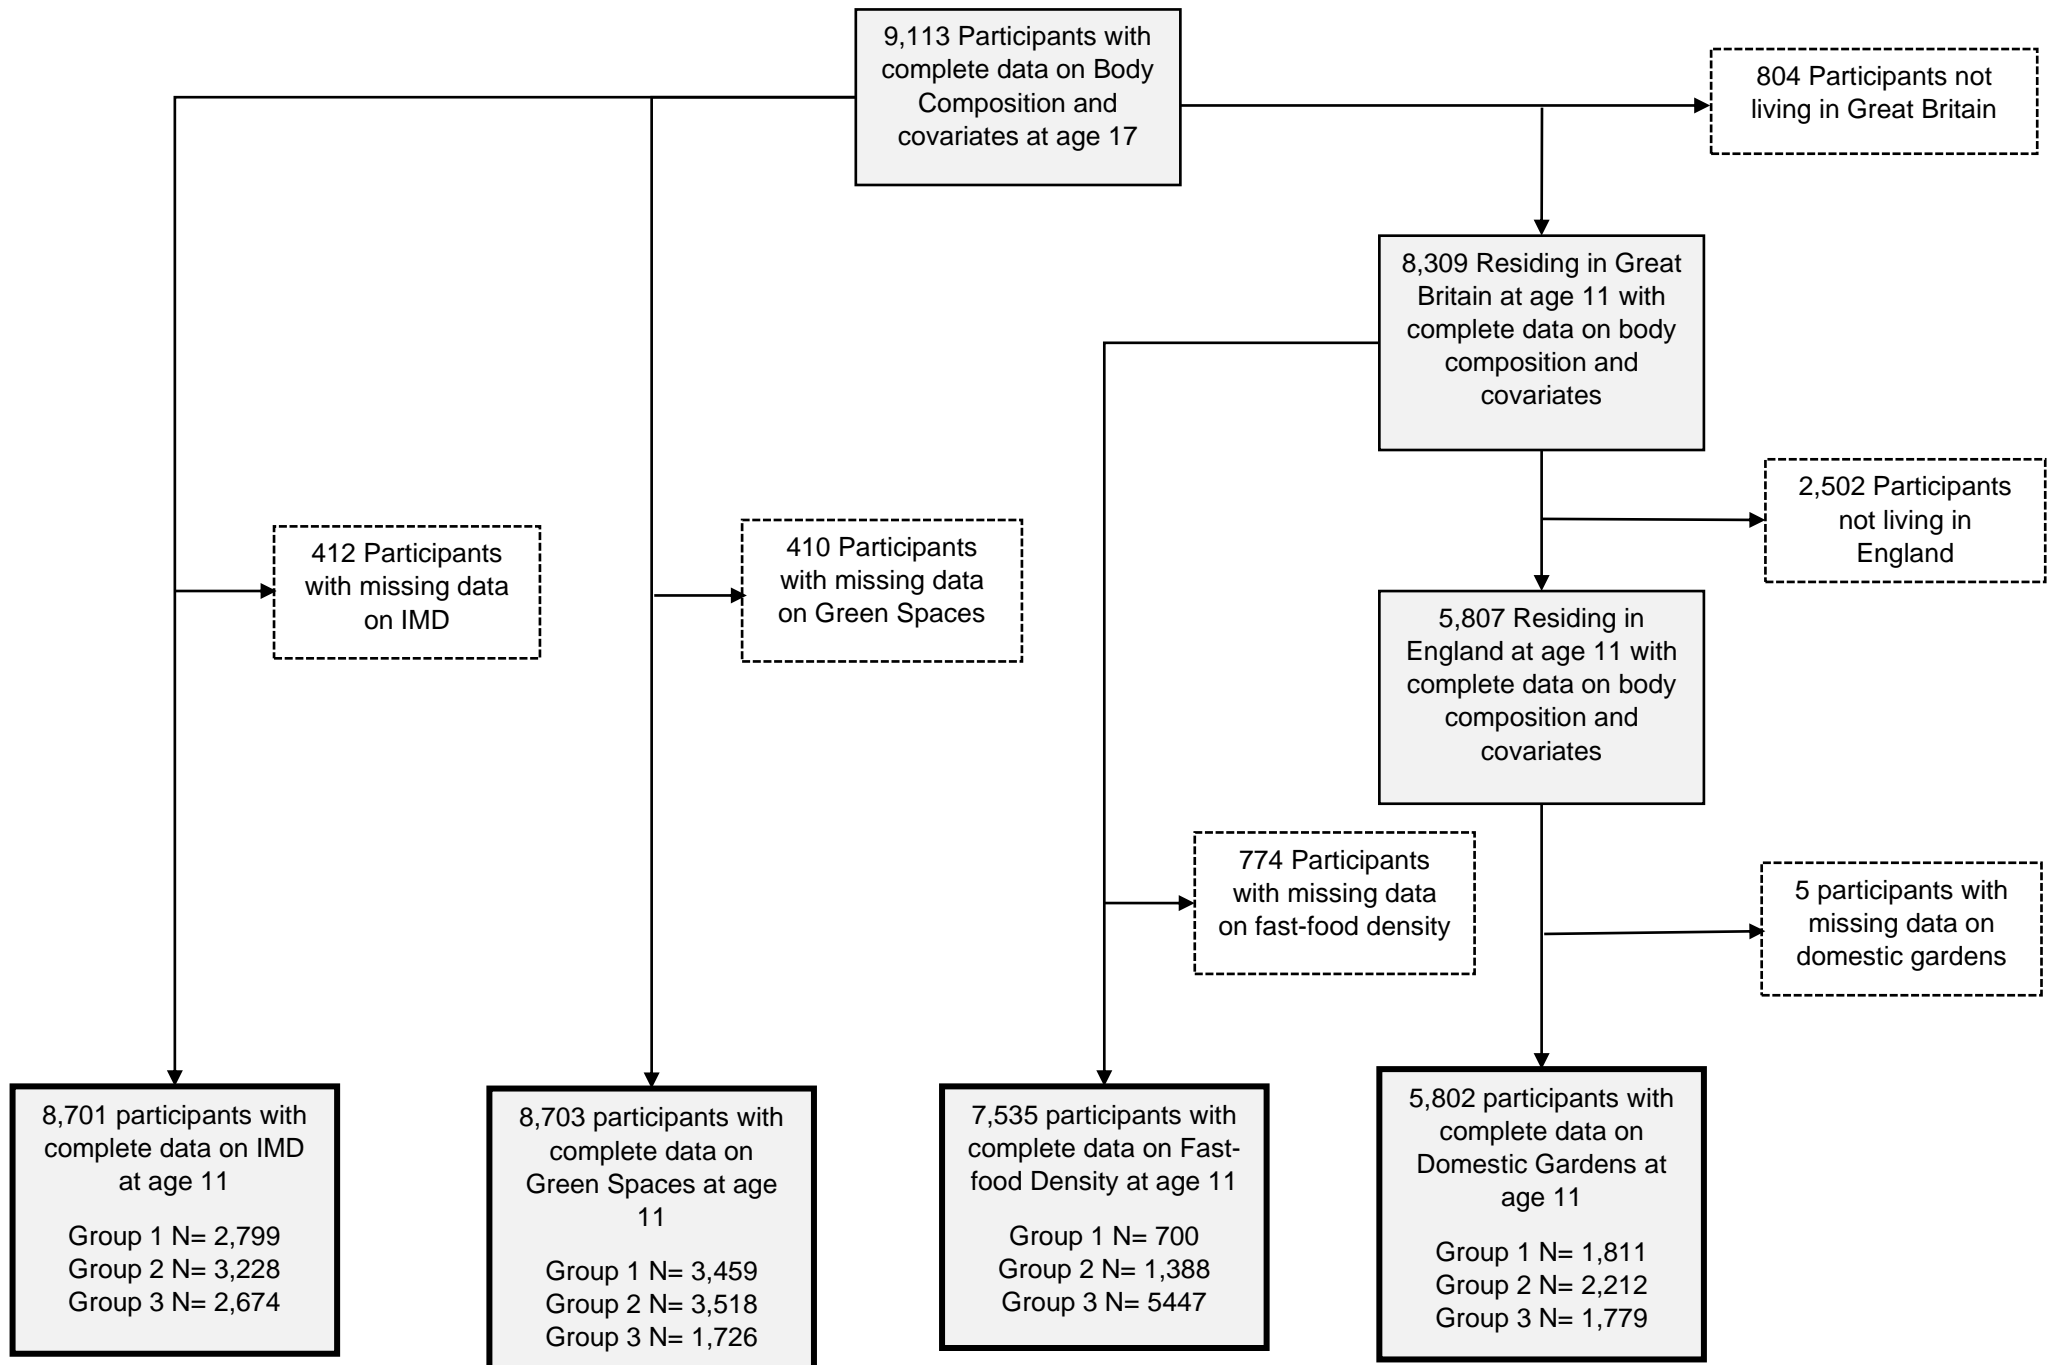 9,113 Participants with
complete data on Body
Composition and
covariates at age 17
804 Participants not
living in Great Britain
8,309 Residing in Great
Britain at age 11 with
complete data on body
composition and
covariates
2,502 Participants
not living in
England
412 Participants
with missing data
on IMD
410 Participants
with missing data
on Green Spaces
5,807 Residing in
England at age 11 with
complete data on body
composition and
covariates
774 Participants
with missing data
on fast-food density
5 participants with
missing data on
domestic gardens
8,701 participants with
complete data on IMD
at age 11
Group 1 N= 2,799
Group 2 N= 3,228
Group 3 N= 2,674
8,703 participants with
complete data on
Green Spaces at age
11
Group 1 N= 3,459
Group 2 N= 3,518
Group 3 N= 1,726
7,535 participants with
complete data on Fast-
food Density at age 11
Group 1 N= 700
Group 2 N= 1,388
Group 3 N= 5447
5,802 participants with
complete data on
Domestic Gardens at
age 11
Group 1 N= 1,811
Group 2 N= 2,212
Group 3 N= 1,779